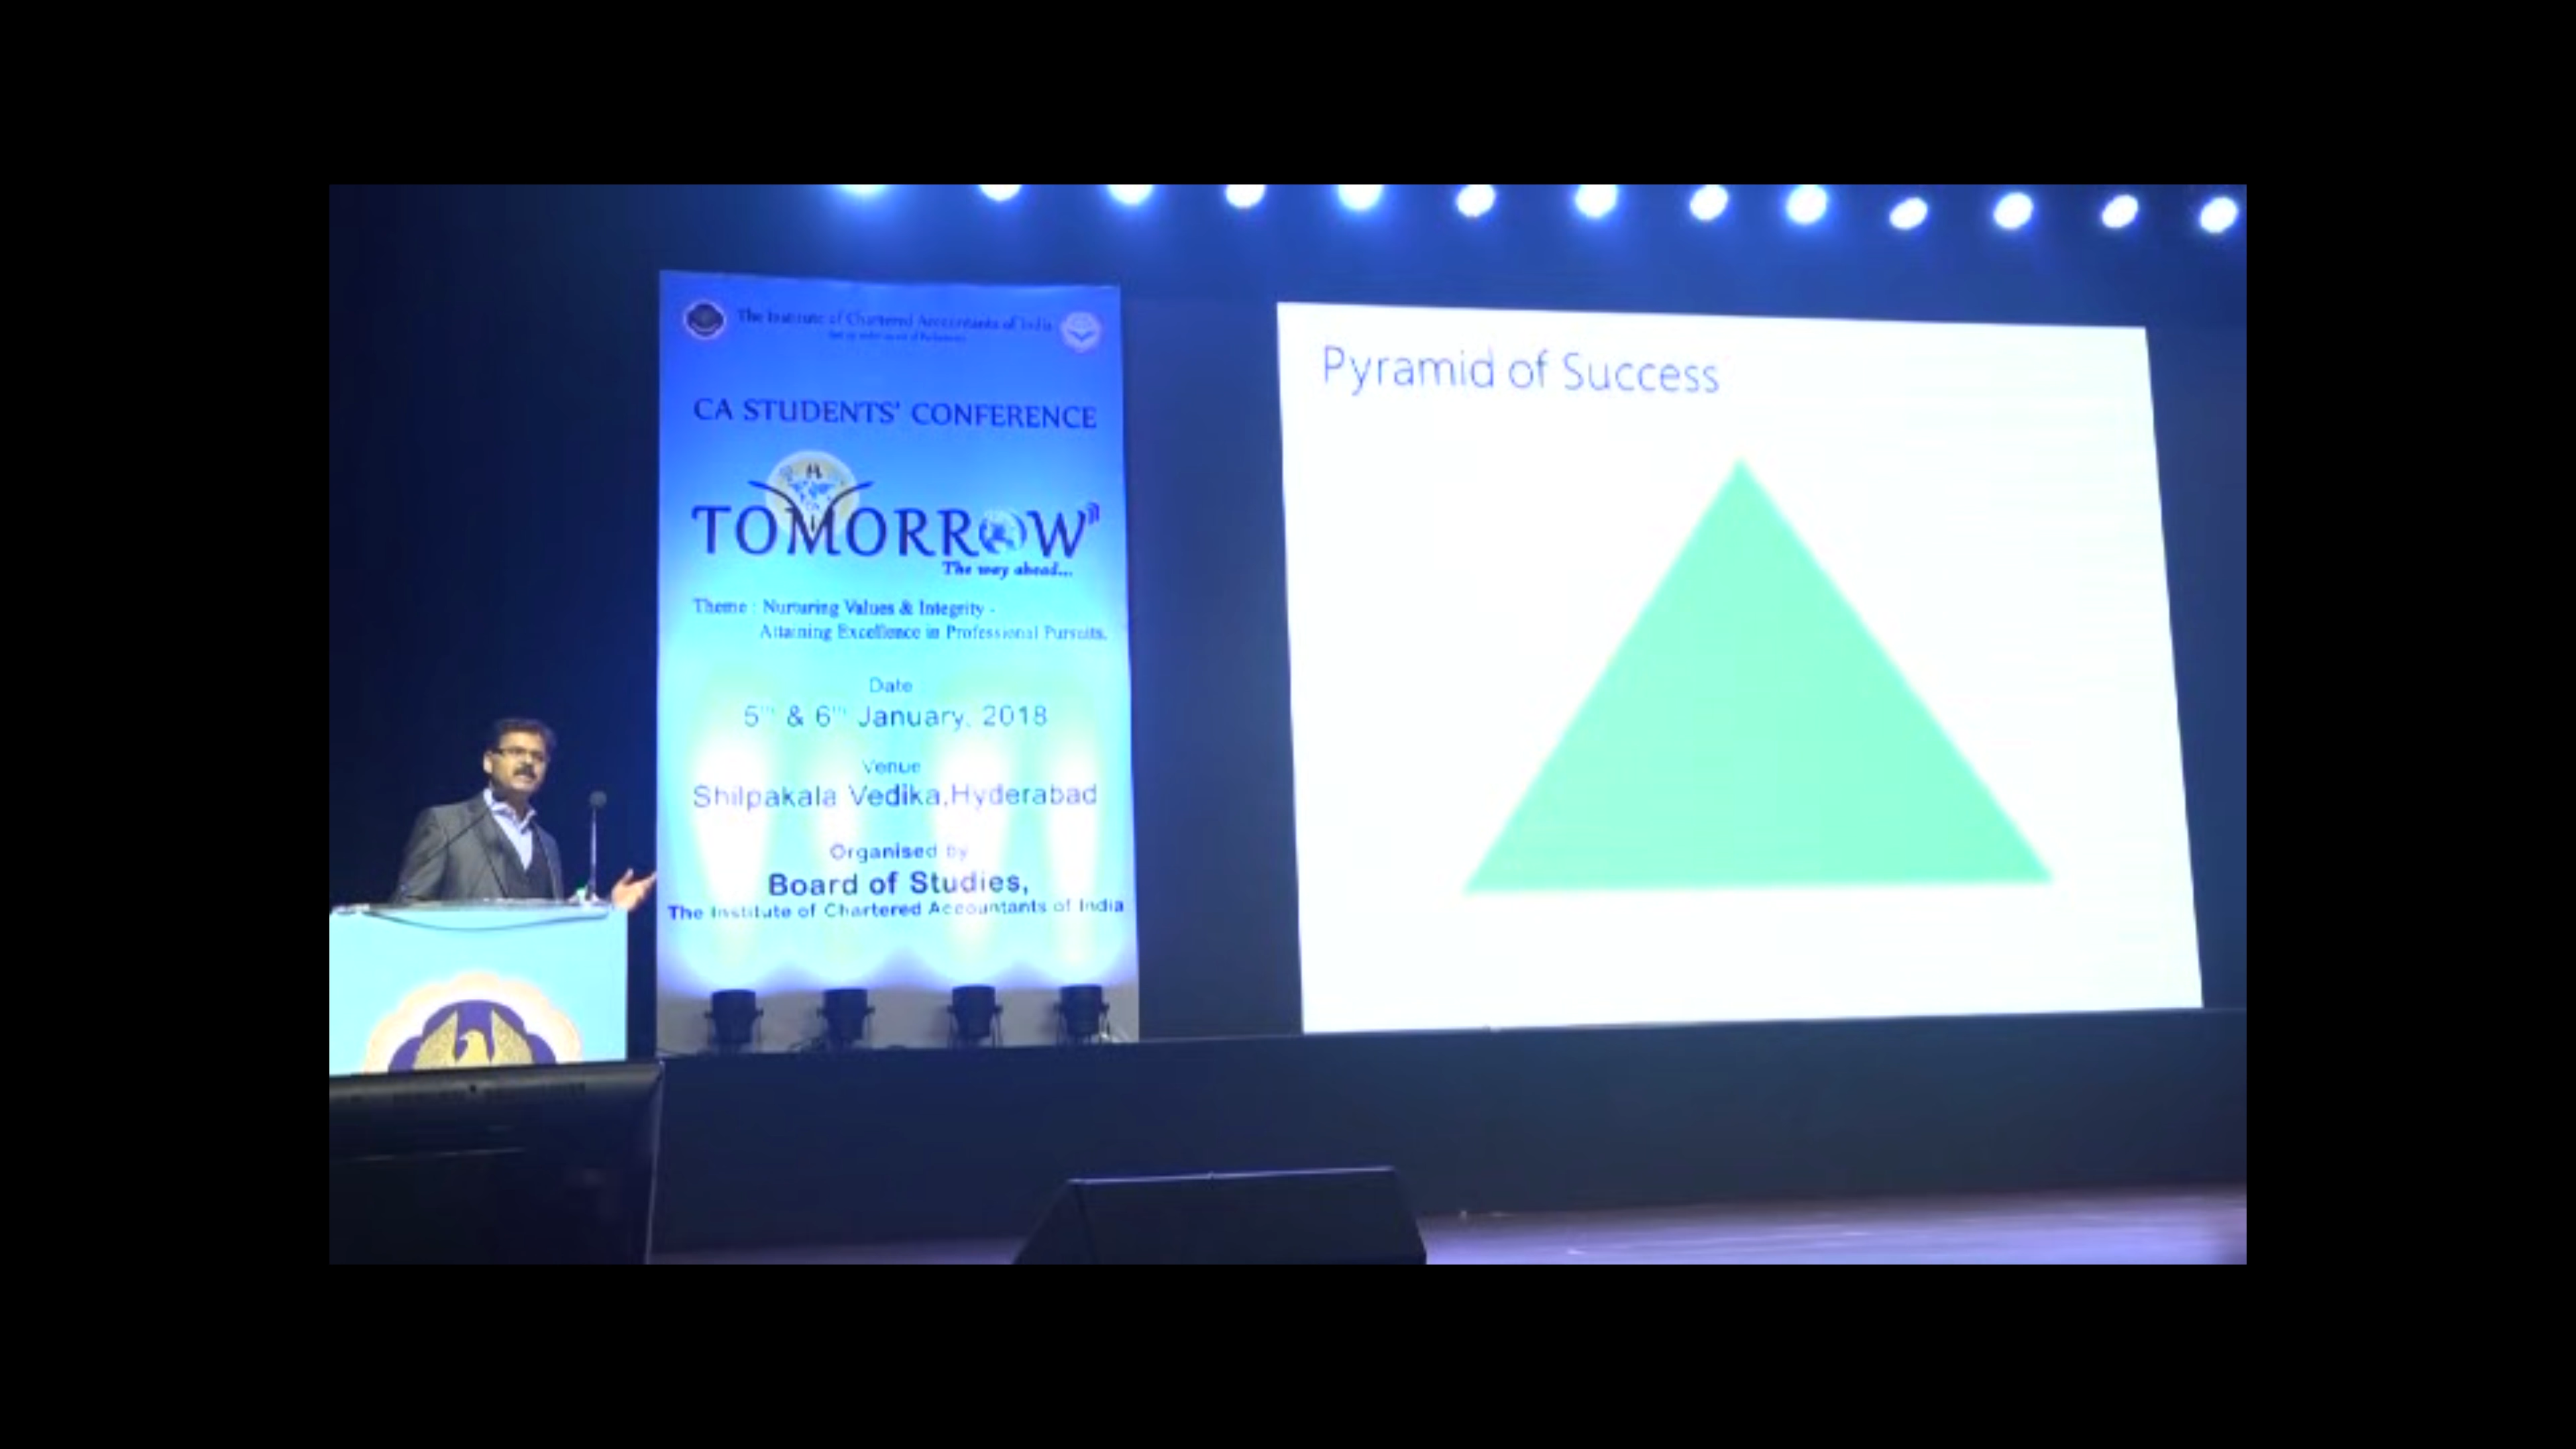 The Institute of Chartered Accountants of India
CA STUDENTS' CONFERENCE
TOMORROW
The way ahead...
Theme : Nurturing Values & Integrity -
Attaining Excellence in Professional Pursuits.
Date
5th & 6th January, 2018
Venue
Shilpakala Vedika,Hyderabad
Organised by
Board of Studies,
The Institute of Chartered Accountants of India
Pyramid of Success